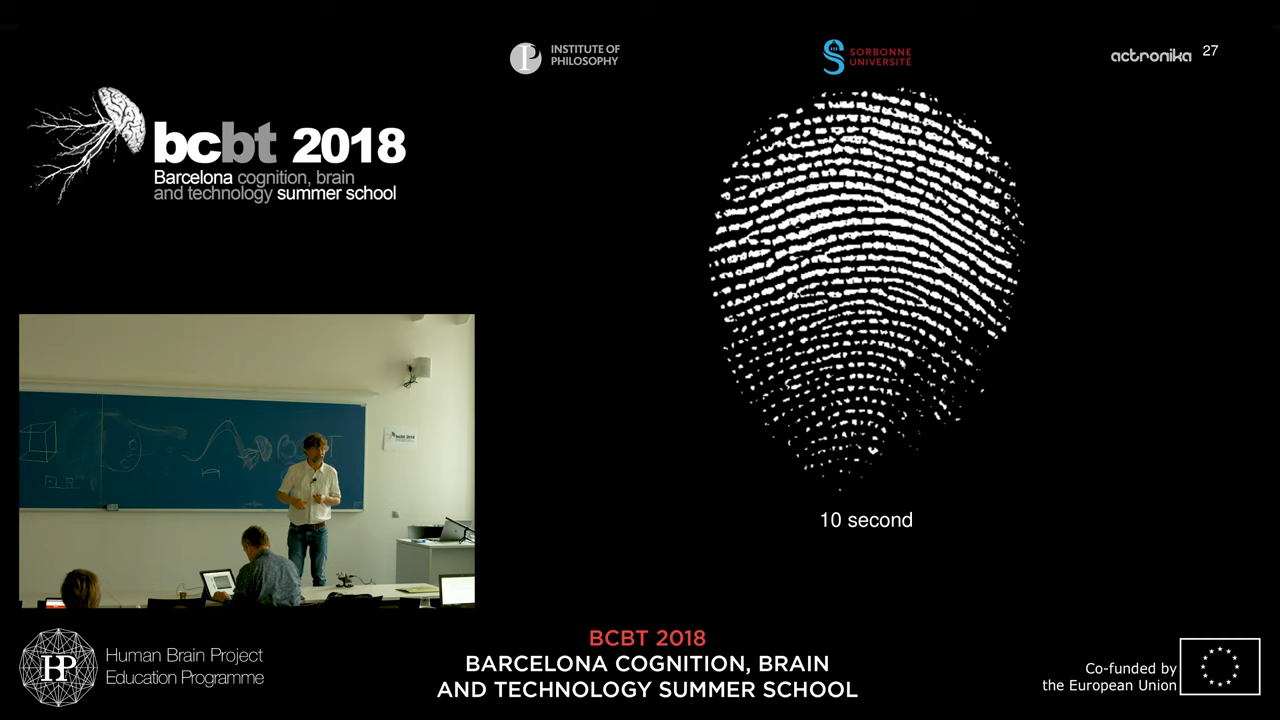 INSTITUTE OF
PHILOSOPHY
SORBONNE
UNIVERSITÉ
actronika
27
bcbt 2018
Barcelona cognition, brain
and technology summer school
10 second
HP
Human Brain Project
Education Programme
BCBT 2018
BARCELONA COGNITION, BRAIN
AND TECHNOLOGY SUMMER SCHOOL
Co-funded by
the European Union